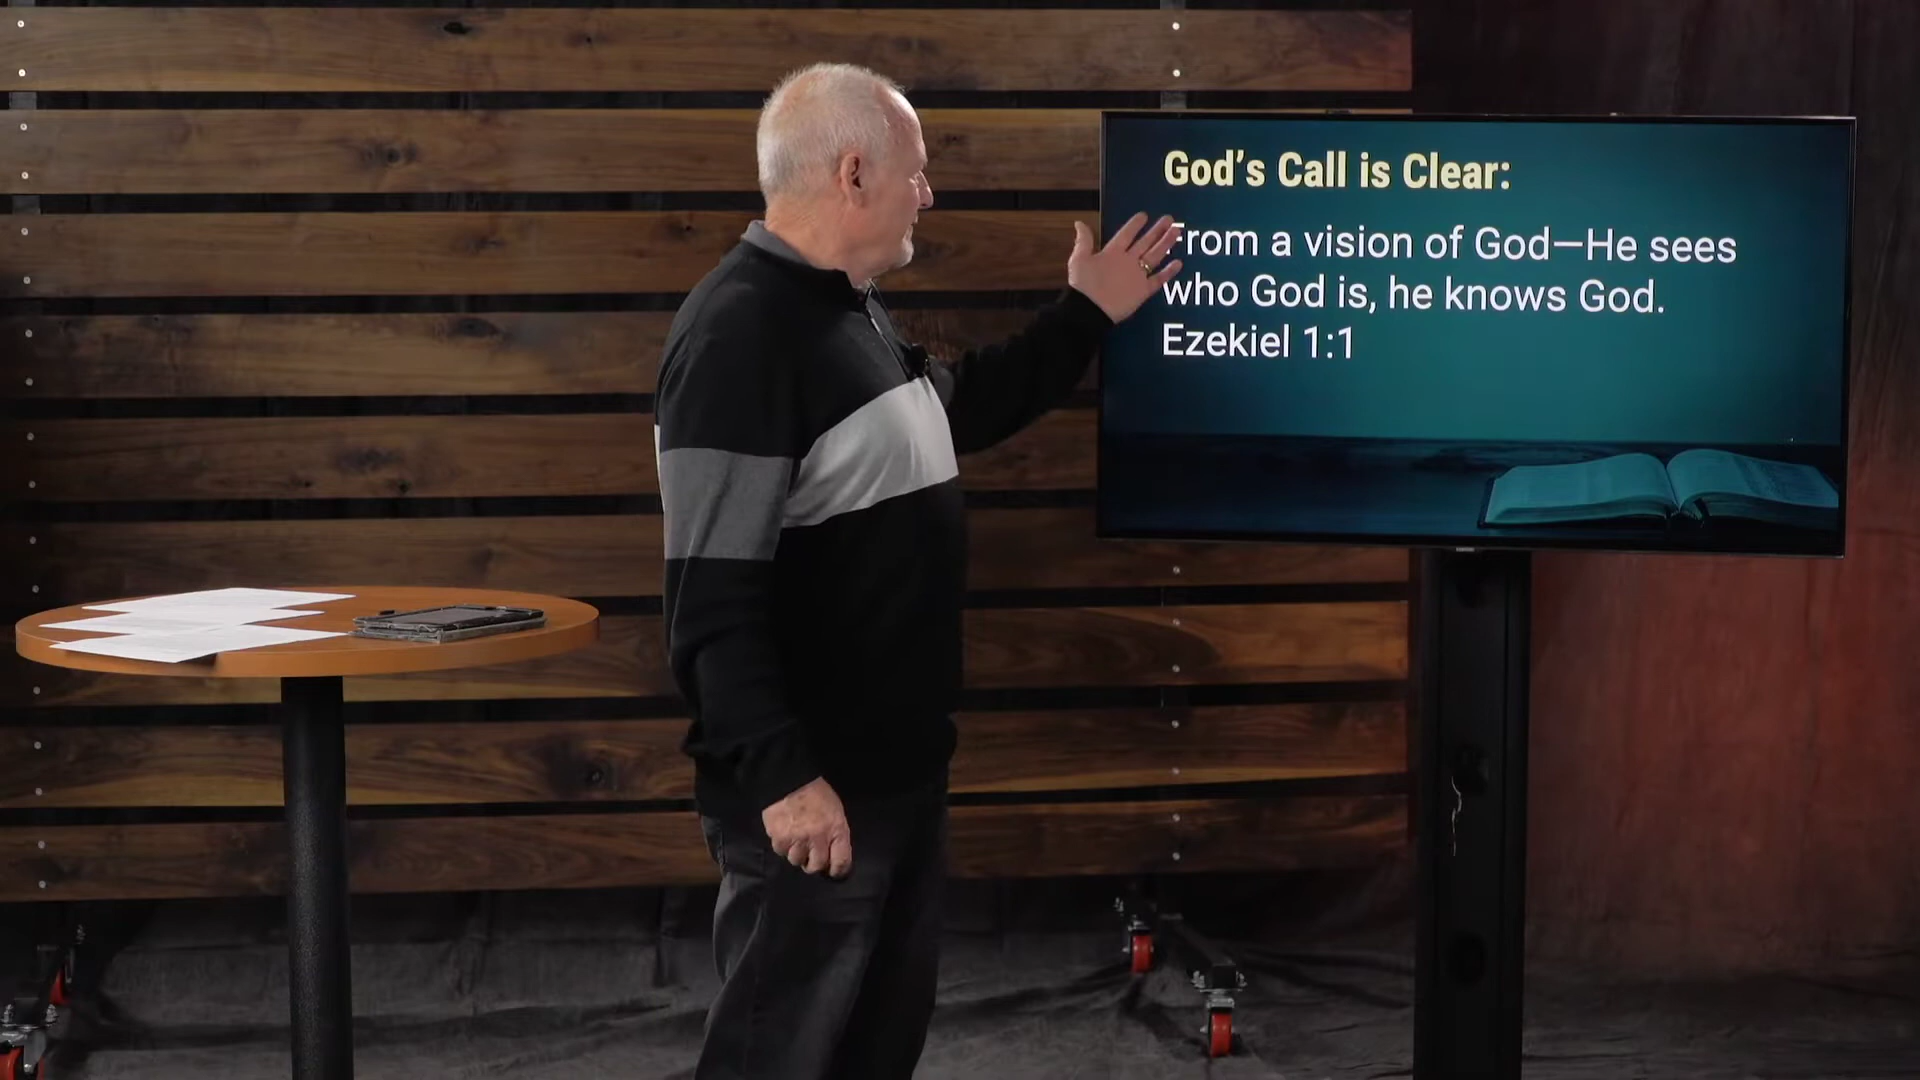 God’s Call is Clear:
From a vision of God—He sees
who God is, he knows God.
Ezekiel 1:1